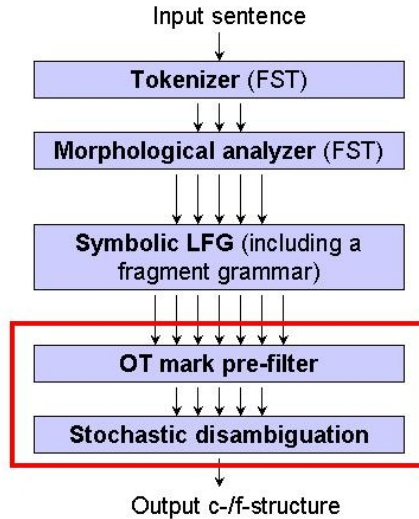 Input sentence
Tokenizer (FST)
Morphological analyzer (FST)
Symbolic LFG (including a
fragment grammar)
OT mark pre-filter
Stochastic disambiguation
Output c-/f-structure